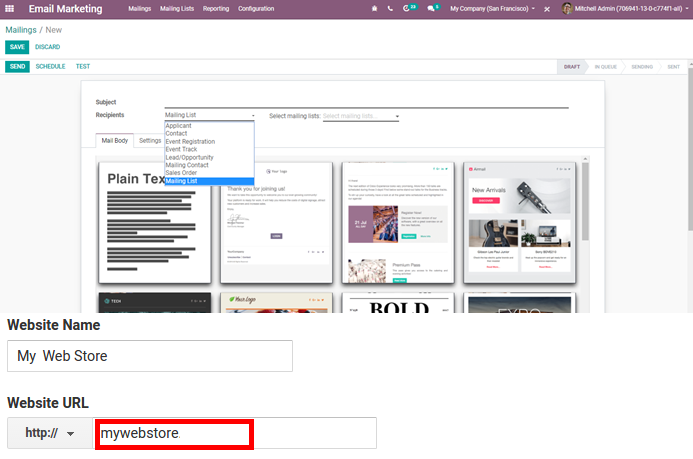 Email Marketing Mailings Mailing Lists Reporting Configuration 23 5 My Company (San Francisco) Mitchell Admin (706941-13-0-c774f1-all)
Mailings / New
SAVE DISCARD
SEND SCHEDULE TEST DRAFT IN QUEUE SENDING SENT
Subject
Recipients Mailing List Select mailing lists: Select mailing lists...
Applicant
Contact
Event Registration
Event Track
Lead/Opportunity
Mailing Contact
Sales Order
Mailing List
Mail Body Settings
Plain Tex
Your Logo
Thank you for joining us!
31 Jul
Register Now
Premium Pass
New Arrivals
TECH
Your Logo
BOLD
EXPO
Website Name
My Web Store
Website URL
http:// mywebstore